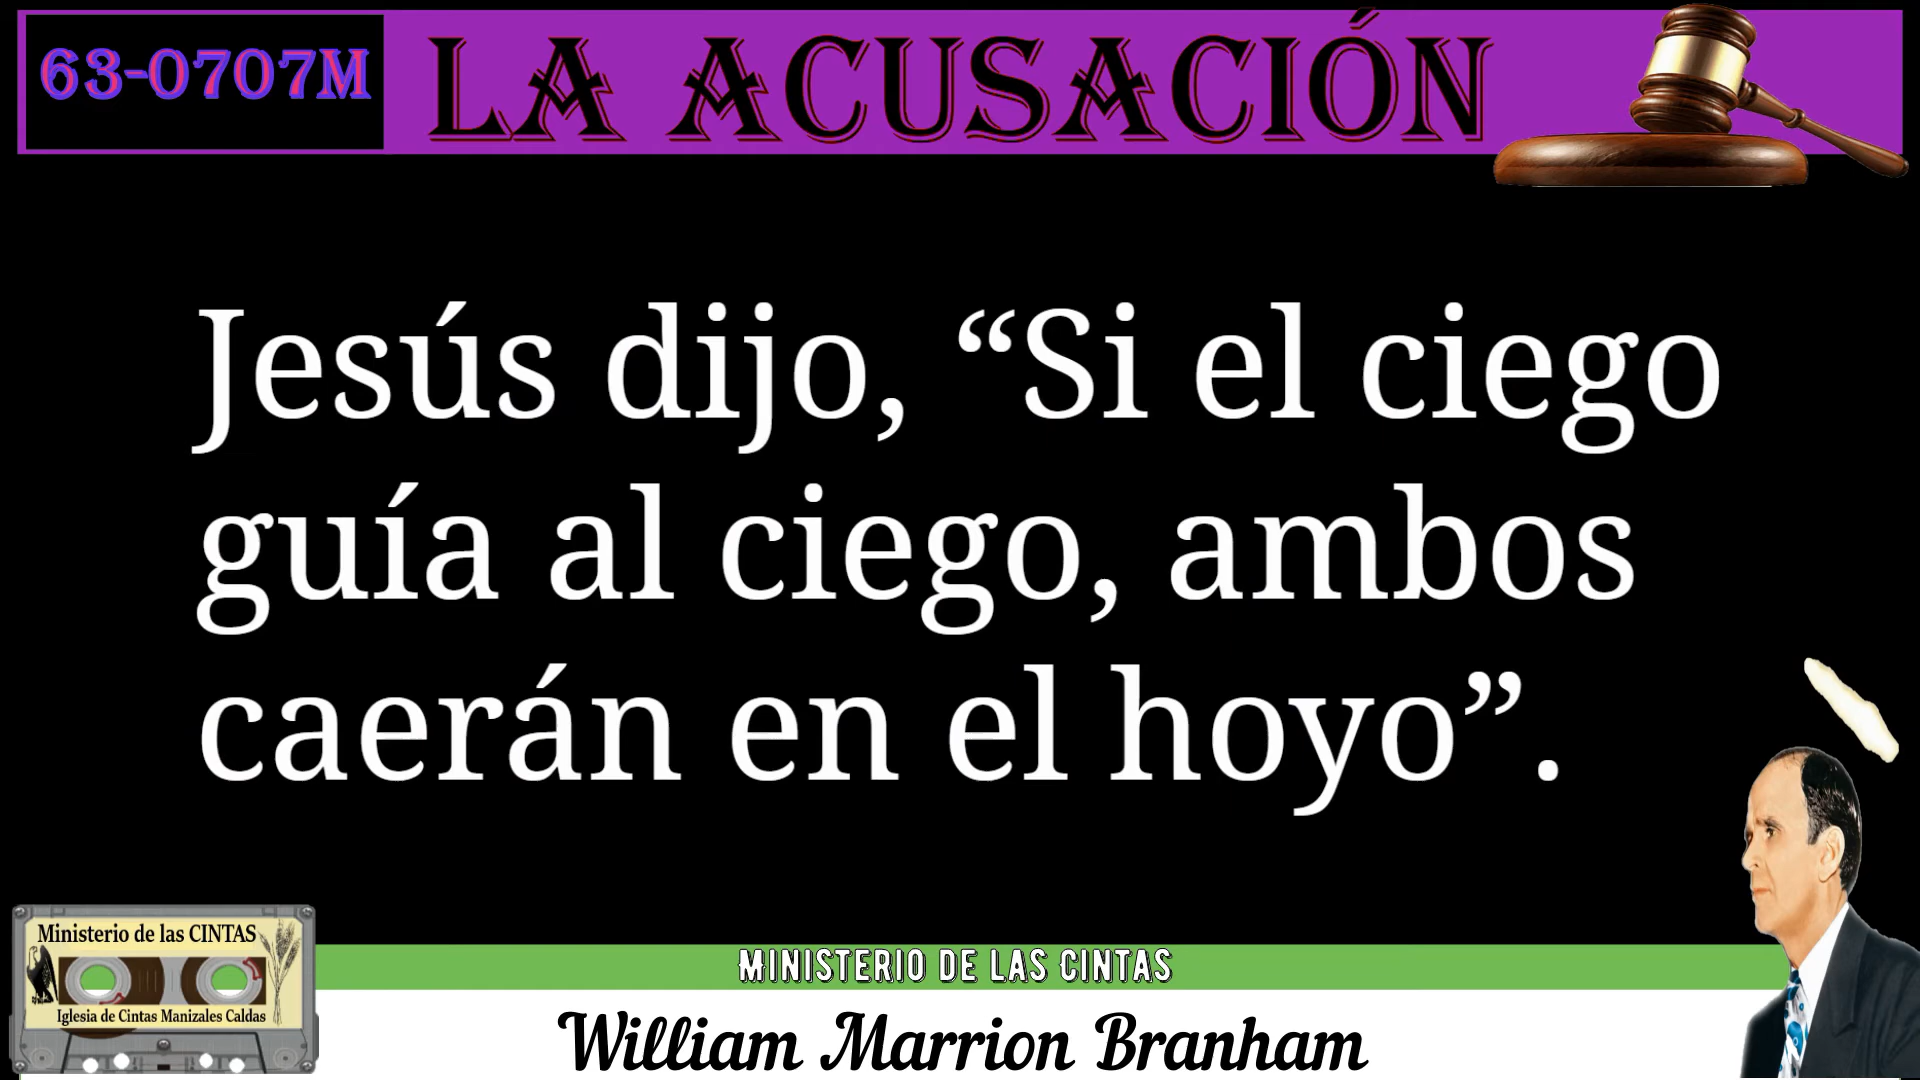 63-0707M
LA ACUSACIÓN
Jesús dijo, “Si el ciego
guía al ciego, ambos
caerán en el hoyo”.
Ministerio de las CINTAS
Iglesia de Cintas Manizales Caldas
MINISTERIO DE LAS CINTAS
William Marrion Branham